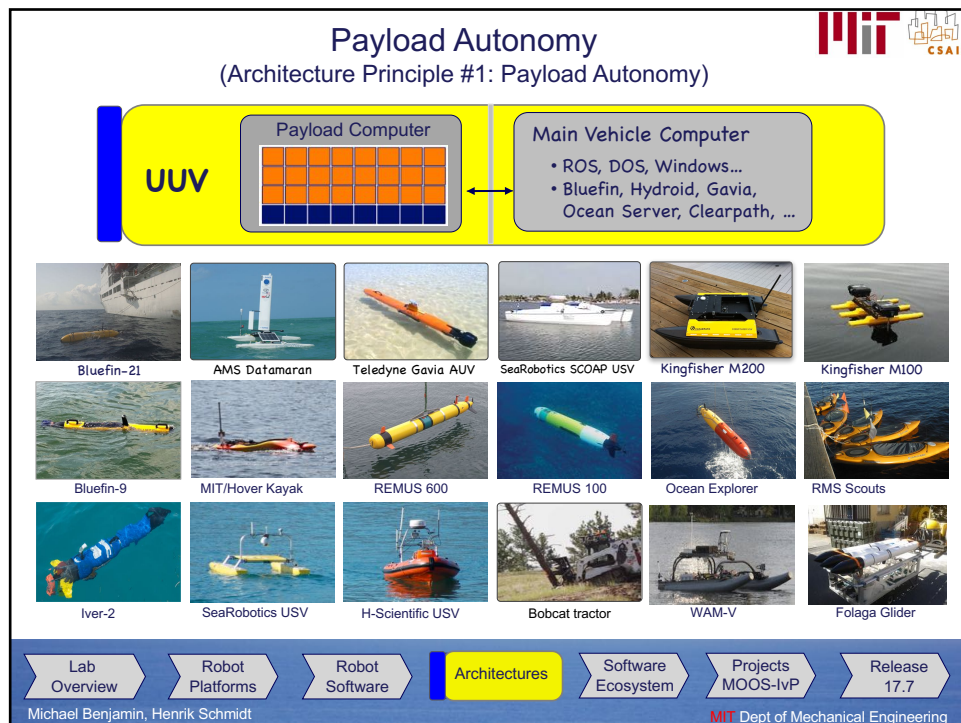 Payload Autonomy
(Architecture Principle #1: Payload Autonomy)
MIT
CSAI
UUV
Payload Computer
Main Vehicle Computer
• ROS, DOS, Windows...
• Bluefin, Hydroid, Gavia,
Ocean Server, Clearpath, ...
Bluefin-21
AMS Datamaran
Teledyne Gavia AUV
SeaRobotics SCOAP USV
Kingfisher M200
Kingfisher M100
Bluefin-9
MIT/Hover Kayak
REMUS 600
REMUS 100
Ocean Explorer
RMS Scouts
Iver-2
SeaRobotics USV
H-Scientific USV
Bobcat tractor
WAM-V
Folaga Glider
Lab
Overview
Robot
Platforms
Robot
Software
Architectures
Software
Ecosystem
Projects
MOOS-IvP
Release
17.7
Michael Benjamin, Henrik Schmidt
MIT Dept of Mechanical Engineering